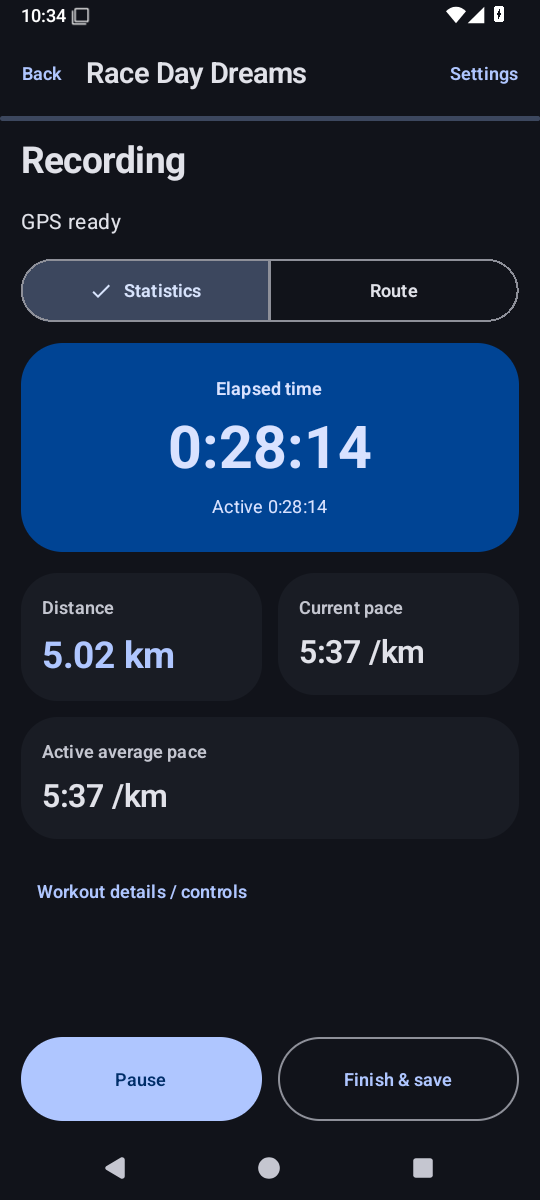 10:34
Back
Race Day Dreams
Settings
Recording
GPS ready
Statistics
Route
Elapsed time
0:28:14
Active 0:28:14
Distance
5.02 km
Current pace
5:37 /km
Active average pace
5:37 /km
Workout details / controls
Pause
Finish & save